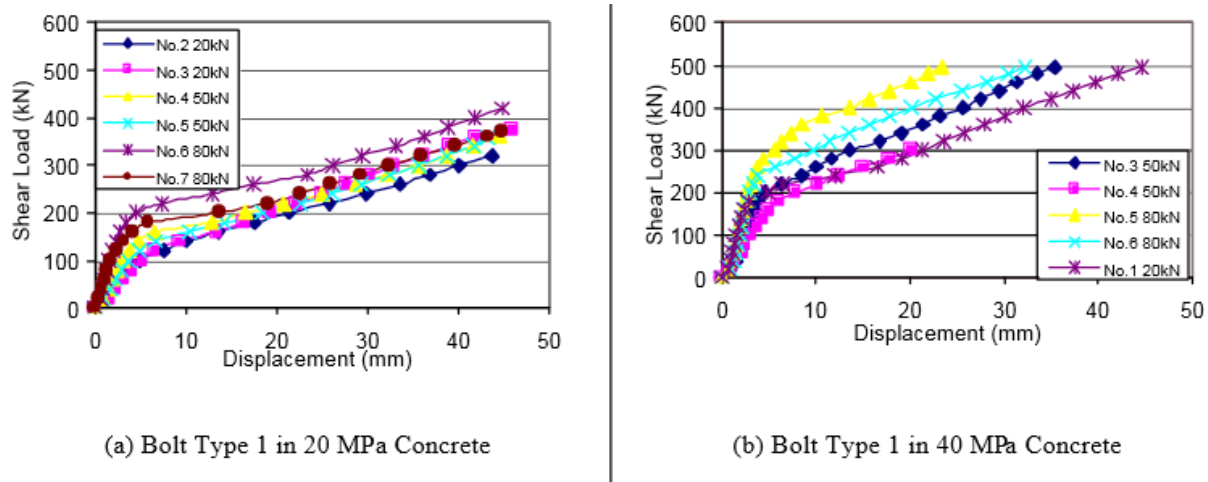 600
500
400
300
200
100
0
Shear Load (kN)
No.2 20kN
No.3 20kN
No.4 50kN
No.5 50kN
No.6 80kN
No.7 80kN
0 10 20 30 40 50
Displacement (mm)
(a) Bolt Type 1 in 20 MPa Concrete
600
500
400
300
200
100
0
Shear Load (kN)
No.3 50kN
No.4 50kN
No.5 80kN
No.6 80kN
No.1 20kN
0 10 20 30 40 50
Displacement (mm)
(b) Bolt Type 1 in 40 MPa Concrete